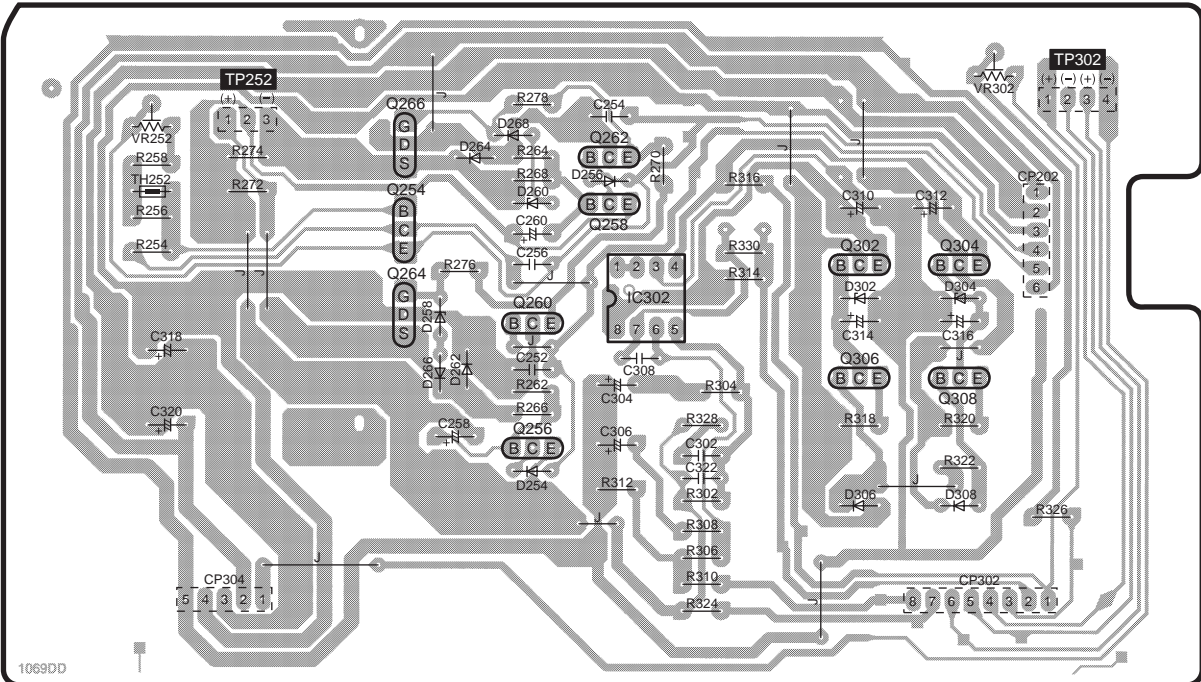 TP252
(+) (−)
1 2 3
VR252
R258
TH252
R256
R254
R274
R272
J J
C318
C320
Q266
G
D
S
J
Q254
B
C
E
Q264
G
D
S
R278
D268
D264
R264
R268
D260
C260
C256
J
C254
Q262
B C E
D256
B C E
Q258
R270
R276
D258
D266
D262
Q260
B C E
J
C252
R262
R266
Q256
B C E
D254
C258
1 2 3 4
IC302
8 7 6 5
C308
C304
C306
R312
J
R304
R328
C302
C322
R302
R308
R306
R310
R324
R316
R330
R314
J
J
VR302
TP302
(+) (−) (+) (−)
1 2 3 4
CP202
1
2
3
4
5
6
C310
C312
Q302
B C E
Q304
B C E
D302
D304
C314
C316
J
Q306
B C E
B C E
Q308
R318
R320
R322
J
D306
D308
R326
J
CP302
8 7 6 5 4 3 2 1
CP304
5 4 3 2 1
J
1069DD